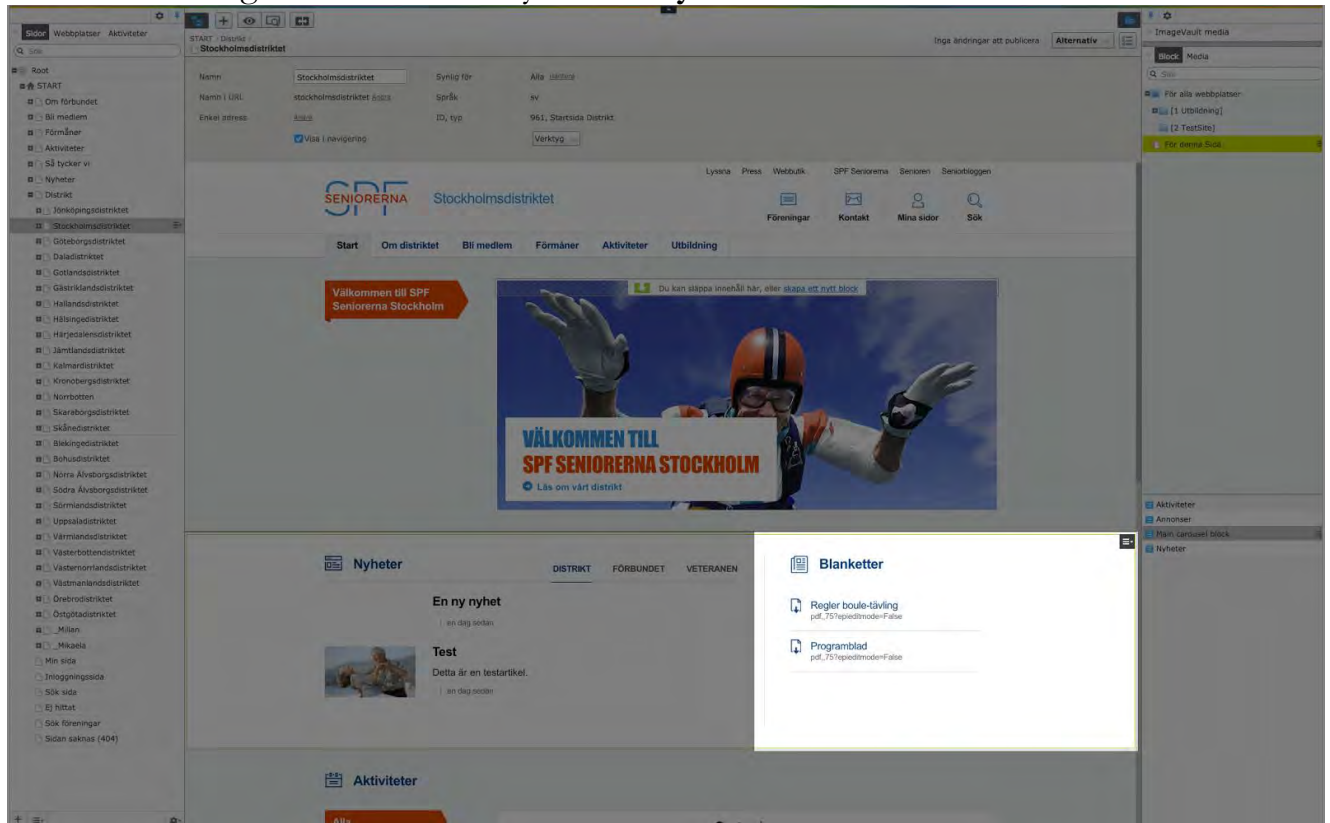 Sidor Webbplatser Aktiviteter
Sök
Root
START
Om förbundet
Bli medlem
Förmåner
Aktiviteter
Så tycker vi
Nyheter
Distrikt
Jönköpingsdistriktet
Stockholmsdistriktet
Göteborgsdistriktet
Daladistriktet
Gotlandsdistriktet
Gästriklandsdistriktet
Hallandsdistriktet
Hälsingedistriktet
Härjedalensdistriktet
Jämtlandsdistriktet
Kalmardistriktet
Kronobergsdistriktet
Norrbotten
Skaraborgsdistriktet
Skånedistriktet
Blekingedistriktet
Bohusdistriktet
Norra Älvsborgsdistriktet
Södra Älvsborgsdistriktet
Sörmlandsdistriktet
Uppsaladistriktet
Värmlandsdistriktet
Västerbottendistriktet
Västernorrlandsdistriktet
Västmanlandsdistriktet
Örebrodistriktet
Östgötadistriktet
_Millan
_Mikaela
Min sida
Inloggningssida
Sök sida
Ej hittat
Sök föreningar
Sidan saknas (404)
START / Distrikt /
Stockholmsdistriktet
Inga ändringar att publicera Alternativ
Namn Stockholmsdistriktet Synlig för Alla
Namn i URL stockholmsdistriktet Ändra Språk sv
Enkel adress Ändra ID, typ 961, Startsida Distrikt
Visa i navigering Verktyg
Lyssna Press Webbutik SPF Seniorerna Senioren Seniorbloggen
SPF
SENIORERNA
Stockholmsdistriktet
Föreningar Kontakt Mina sidor Sök
Start Om distriktet Bli medlem Förmåner Aktiviteter Utbildning
Välkommen till SPF
Seniorerna Stockholm
Du kan släppa innehåll här, eller skapa ett nytt block
VÄLKOMMEN TILL
SPF SENIORERNA STOCKHOLM
Läs om vårt distrikt
Nyheter
DISTRIKT FÖRBUNDET VETERANEN
En ny nyhet
en dag sedan
Test
Detta är en testartikel.
en dag sedan
Blanketter
Regler boule-tävling
pdf_75?epieditmode=False
Programblad
pdf_75?epieditmode=False
Aktiviteter
Alla
ImageVault media
Block Media
Sök
För alla webbplatser
[1 Utbildning]
[2 TestSite]
För denna Sida
Aktiviteter
Annonser
Main carousel block
Nyheter